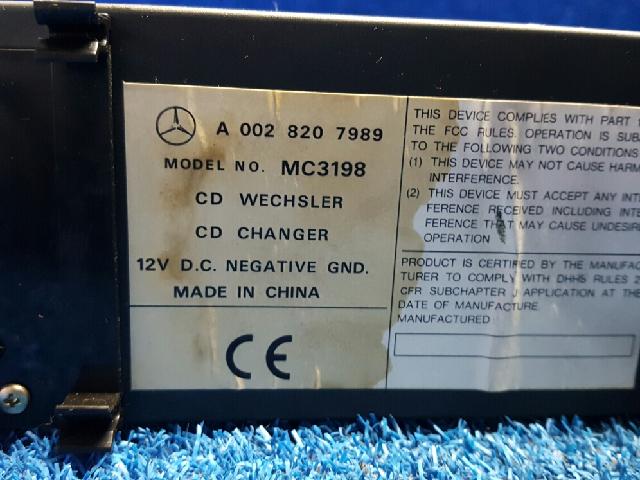 A 002 820 7989
MODEL NO. MC3198
CD WECHSLER
CD CHANGER
12V D.C. NEGATIVE GND.
MADE IN CHINA
CE
THIS DEVICE COMPLIES WITH PART
THE FCC RULES. OPERATION IS
TO THE FOLLOWING TWO CONDITIONS
(1) THIS DEVICE MAY NOT CAUSE
INTERFERENCE.
(2) THIS DEVICE MUST ACCEPT ANY
FERENCE RECEIVED INCLUDING
FERENCE THAT MAY CAUSE
OPERATION
PRODUCT IS CERTIFIED BY THE
TURER TO COMPLY WITH DHHS RULES
CFR SUBCHAPTER J APPLICATION AT THE
DATE OF MANUFACTURE.
MANUFACTURED